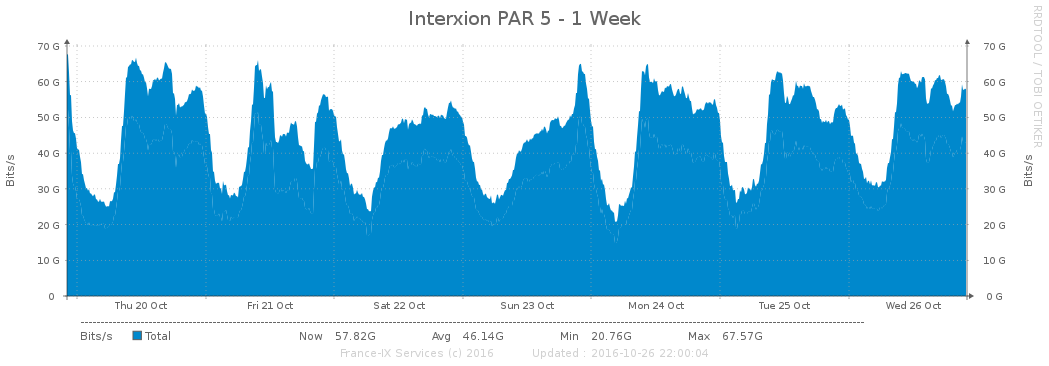 Interxion PAR 5 - 1 Week
RRDTOOL / TOBI OETIKER
Bits/s
70 G 70 G
60 G 60 G
50 G 50 G
40 G 40 G
30 G 30 G
20 G 20 G
10 G 10 G
0 0 G
Bits/s
Thu 20 Oct Fri 21 Oct Sat 22 Oct Sun 23 Oct Mon 24 Oct Tue 25 Oct Wed 26 Oct
Bits/s Total Now 57.82G Avg 46.14G Min 20.76G Max 67.57G
France-IX Services (c) 2016 Updated : 2016-10-26 22:00:04